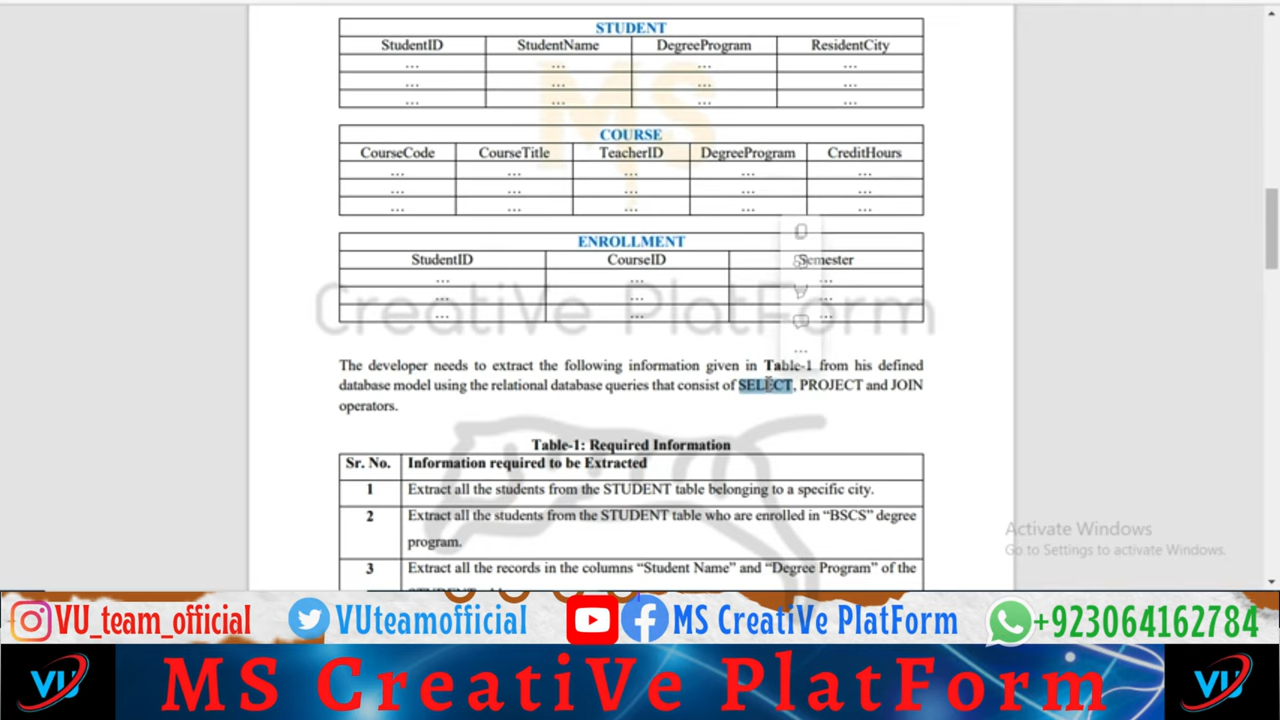 STUDENT
StudentID StudentName DegreeProgram ResidentCity
... ... ... ...
... ... ... ...
... ... ... ...
COURSE
CourseCode CourseTitle TeacherID DegreeProgram CreditHours
... ... ... ... ...
... ... ... ... ...
... ... ... ... ...
ENROLLMENT
StudentID CourseID Semester
... ... ...
... ... ...
... ... ...
MS
CreatiVe PlatForm
The developer needs to extract the following information given in Table-1 from his defined
database model using the relational database queries that consist of SELECT, PROJECT and JOIN
operators.
Table-1: Required Information
Sr. No. Information required to be Extracted
1 Extract all the students from the STUDENT table belonging to a specific city.
2 Extract all the students from the STUDENT table who are enrolled in “BSCS” degree
program.
3 Extract all the records in the columns “Student Name” and “Degree Program” of the
Activate Windows
Go to Settings to activate Windows.
VU_team_official VUteamofficial MS CreatiVe PlatForm +923064162784
VU MS CreatiVe PlatForm VU